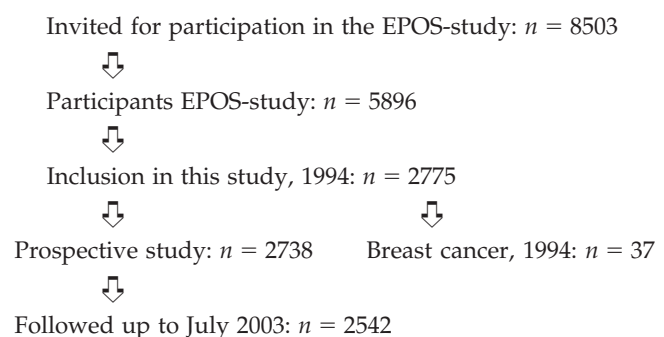 Invited for participation in the EPOS-study: n = 8503
Participants EPOS-study: n = 5896
Inclusion in this study, 1994: n = 2775
Prospective study: n = 2738 Breast cancer, 1994: n = 37
Followed up to July 2003: n = 2542